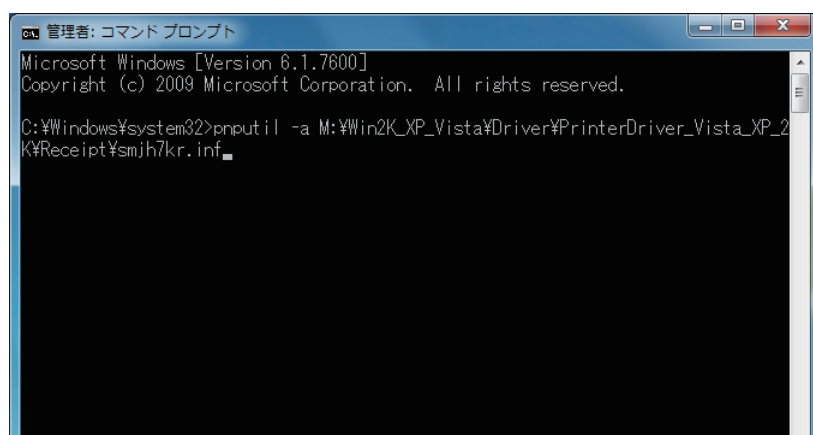 管理者: コマンド プロンプト
Microsoft Windows [Version 6.1.7600]
Copyright (c) 2009 Microsoft Corporation.  All rights reserved.
C:¥Windows¥system32>pnputil -a M:¥Win2K_XP_Vista¥Driver¥PrinterDriver_Vista_XP_2
K¥Receipt¥smjh7kr.inf